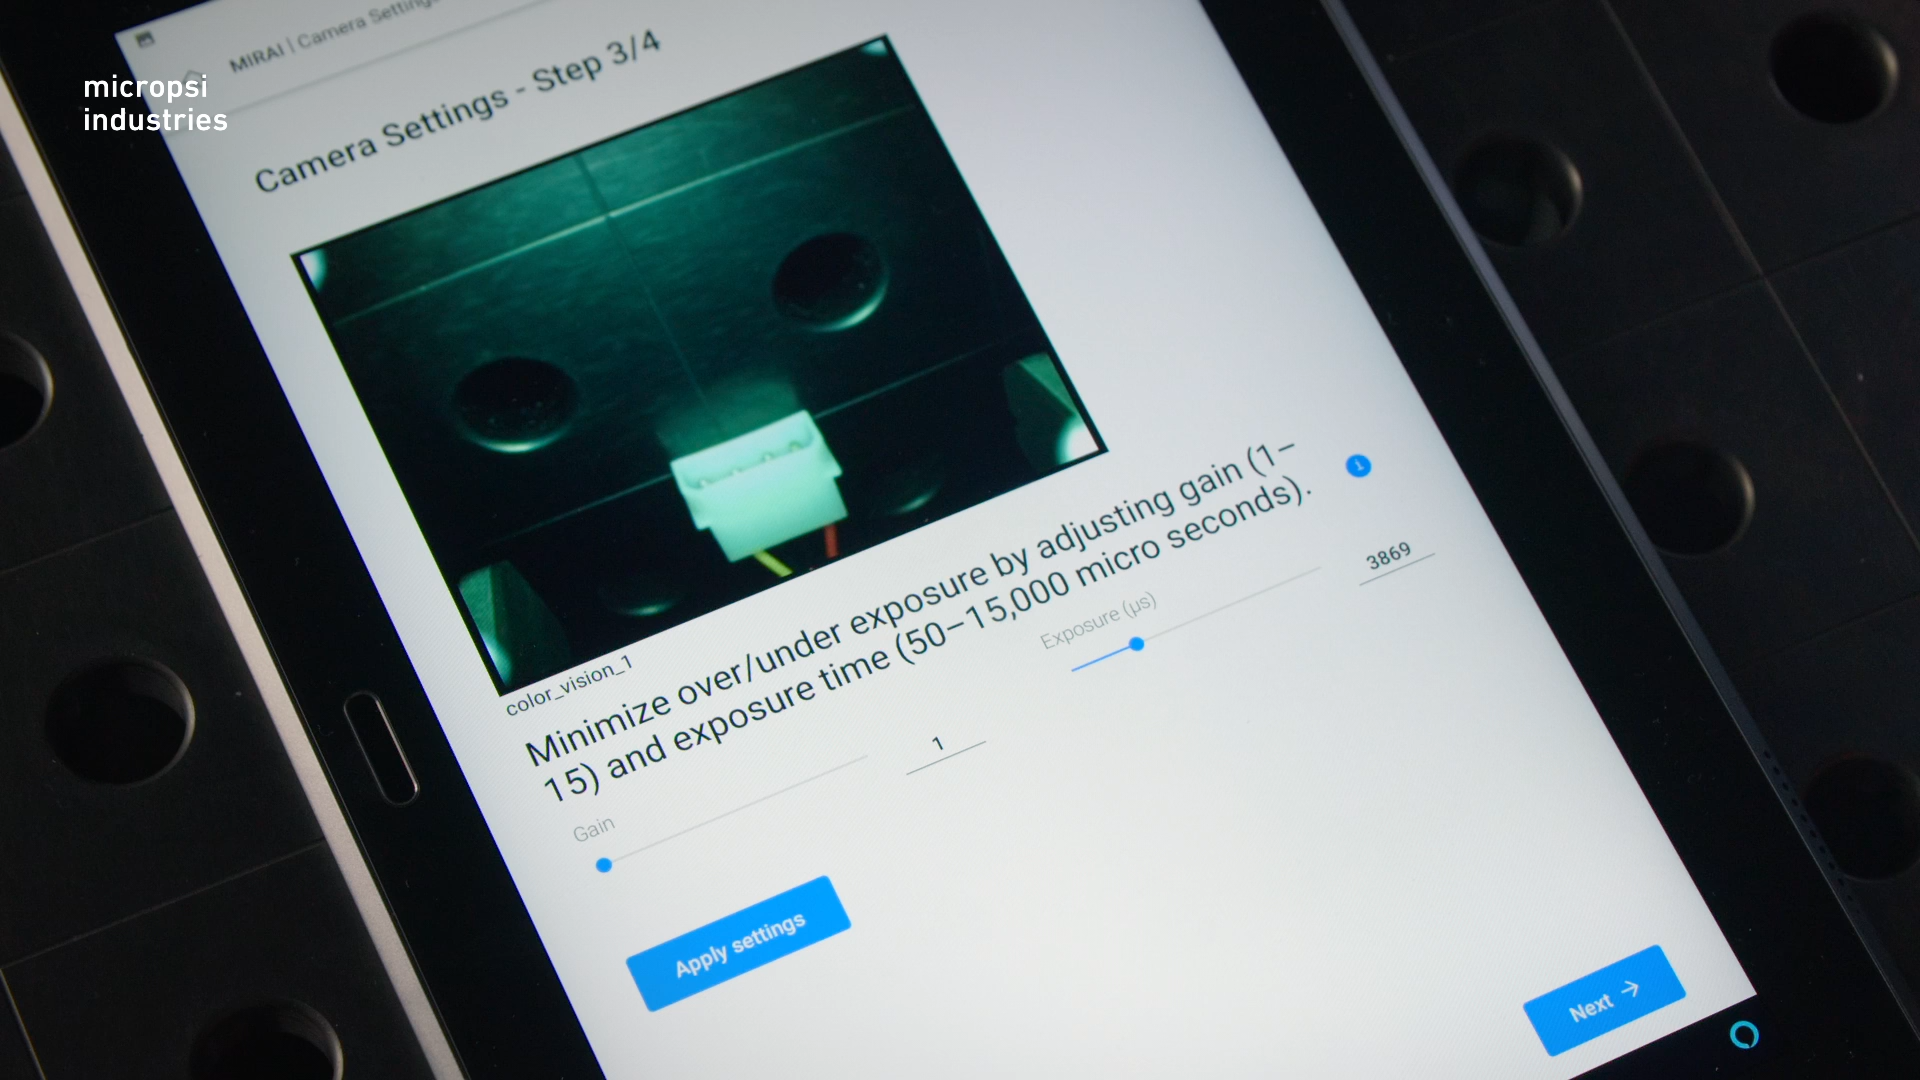 micropsi
industries
MIRAI | Camera Settings
Camera Settings - Step 3/4
color_vision_1
Minimize over/under exposure by adjusting gain (1–
15) and exposure time (50–15,000 micro seconds).
i
Gain
1
Exposure (µs)
3869
Apply settings
Next →